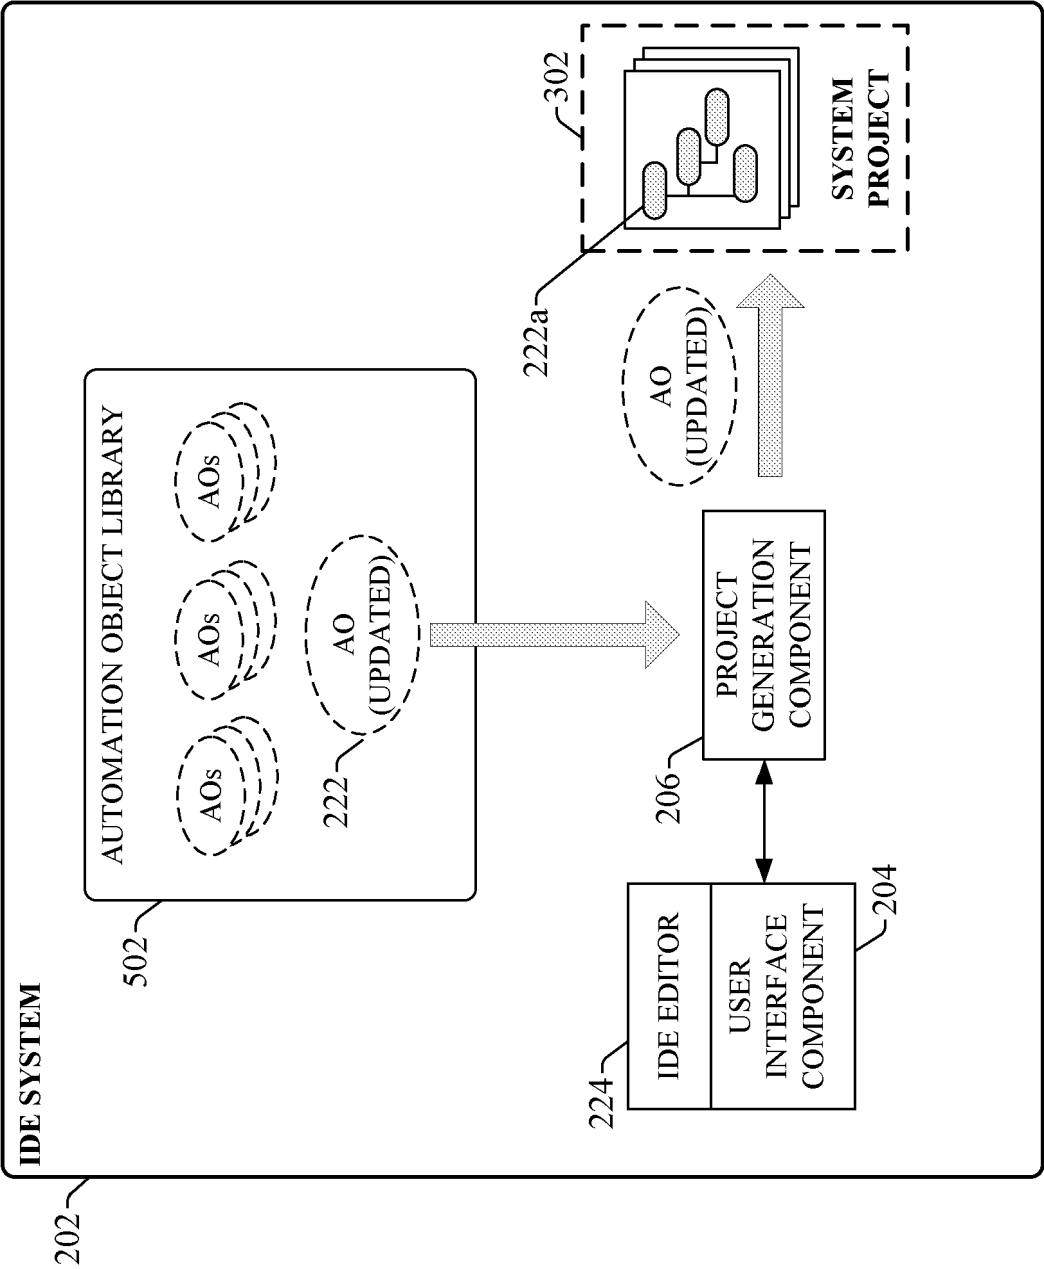 202
IDE SYSTEM
502
AUTOMATION OBJECT LIBRARY
AOs
AOs
AOs
222
AO
(UPDATED)
224
IDE EDITOR
USER
INTERFACE
COMPONENT
204
206
PROJECT
GENERATION
COMPONENT
AO
(UPDATED)
222a
302
SYSTEM
PROJECT